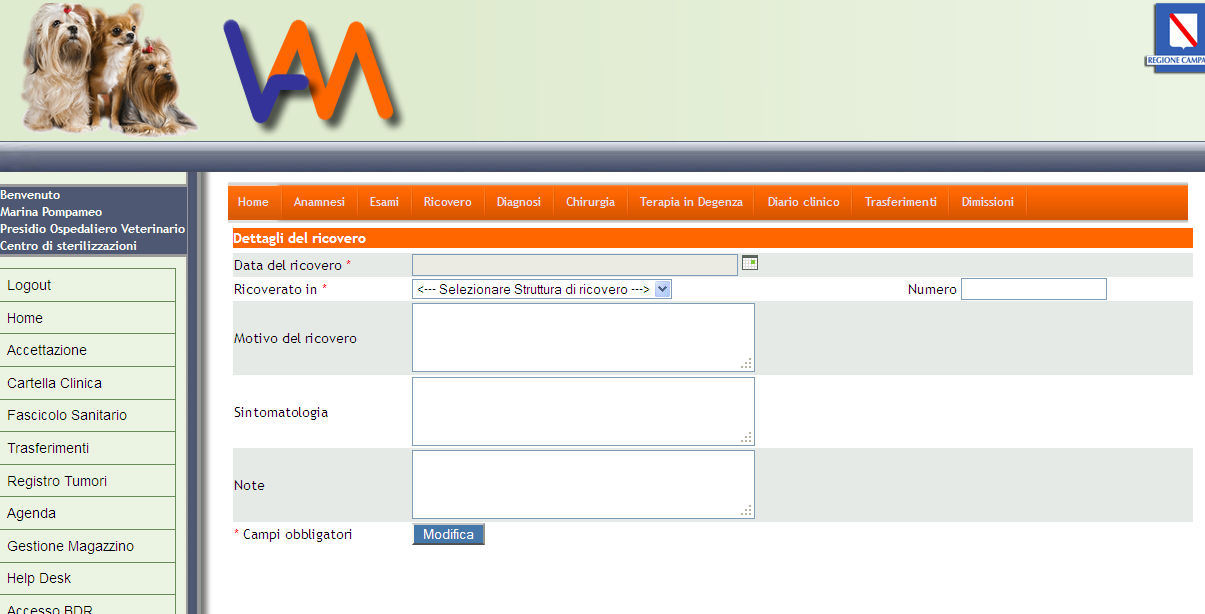 VAM
REGIONE CAMPA
Benvenuto
Marina Pompameo
Presidio Ospedaliero Veterinario
Centro di sterilizzazioni
Logout
Home
Accettazione
Cartella Clinica
Fascicolo Sanitario
Trasferimenti
Registro Tumori
Agenda
Gestione Magazzino
Help Desk
Accesso BDR
Home Anamnesi Esami Ricovero Diagnosi Chirurgia Terapia in Degenza Diario clinico Trasferimenti Dimissioni
Dettagli del ricovero
Data del ricovero *
Ricoverato in * <--- Selezionare Struttura di ricovero ---> Numero
Motivo del ricovero
Sintomatologia
Note
* Campi obbligatori Modifica